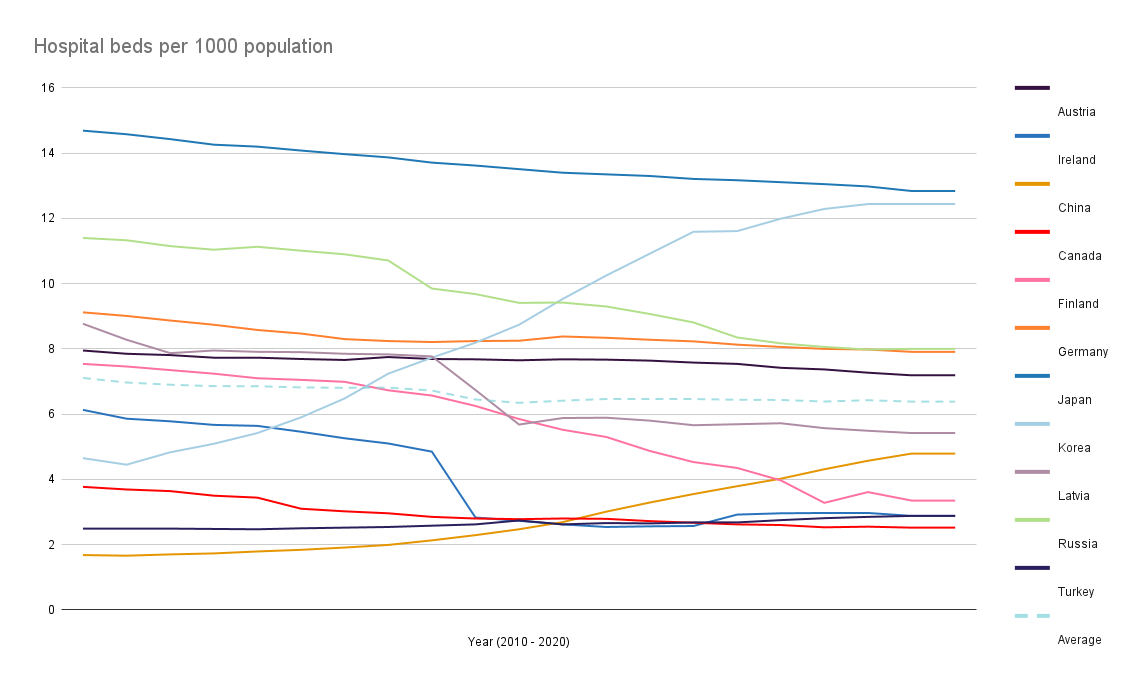 Hospital beds per 1000 population
16
14
12
10
8
6
4
2
0
Year (2010 - 2020)
Austria
Ireland
China
Canada
Finland
Germany
Japan
Korea
Latvia
Russia
Turkey
Average